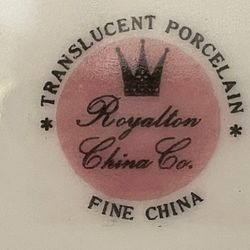 * TRANSLUCENT PORCELAIN *
Royalton
China Co.
FINE CHINA